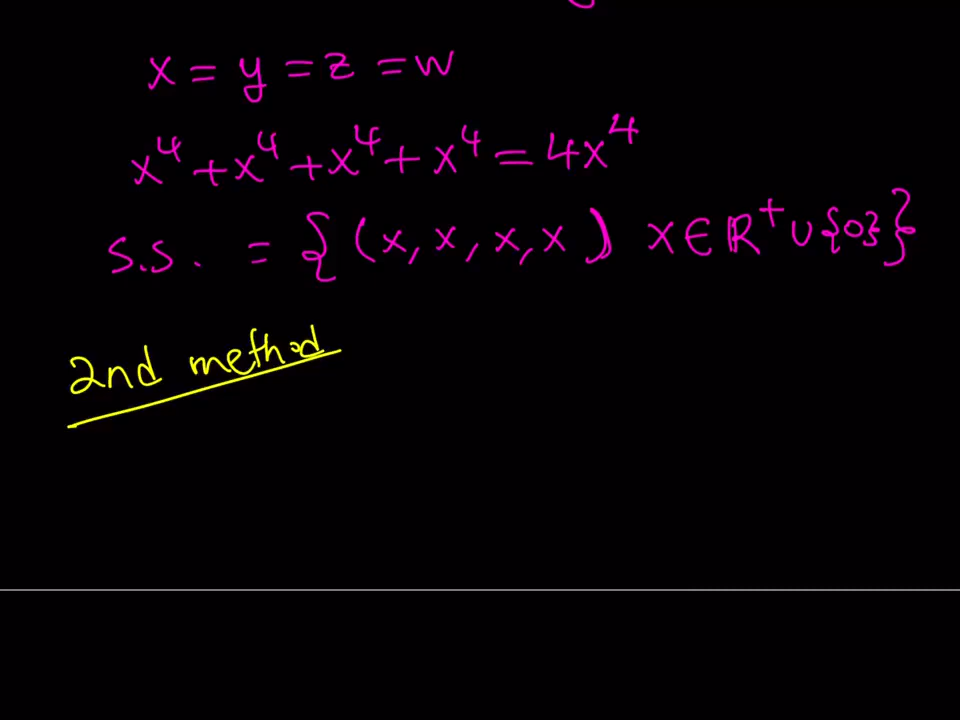 x = y = z = w
x⁴ + x⁴ + x⁴ + x⁴ = 4x⁴
S.S. = {(x, x, x, x) x ∈ ℝ⁺ ∪ {0}}
2nd method